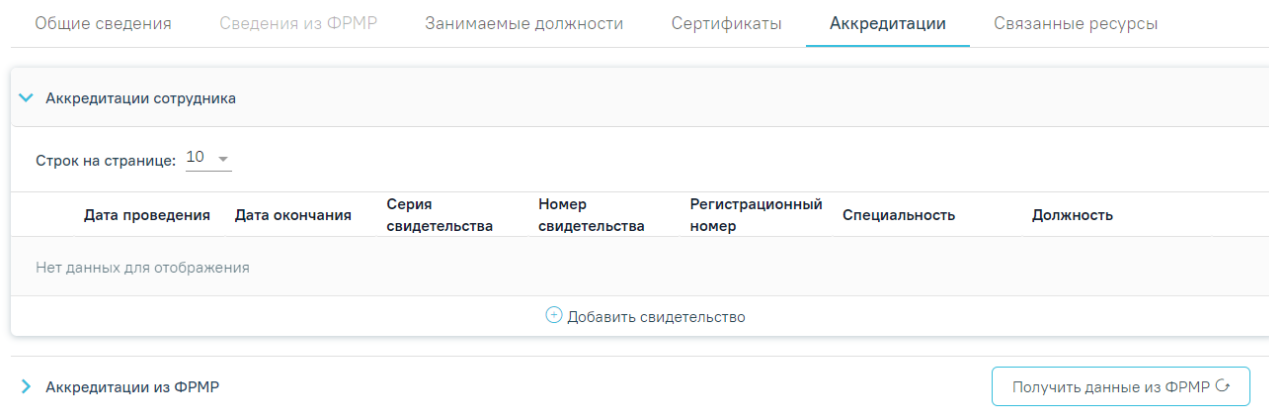 Общие сведения Сведения из ФРМР Занимаемые должности Сертификаты Аккредитации Связанные ресурсы
Аккредитации сотрудника
Строк на странице: 10
Дата проведения Дата окончания Серия свидетельства Номер свидетельства Регистрационный номер Специальность Должность
Нет данных для отображения
Добавить свидетельство
Аккредитации из ФРМР Получить данные из ФРМР